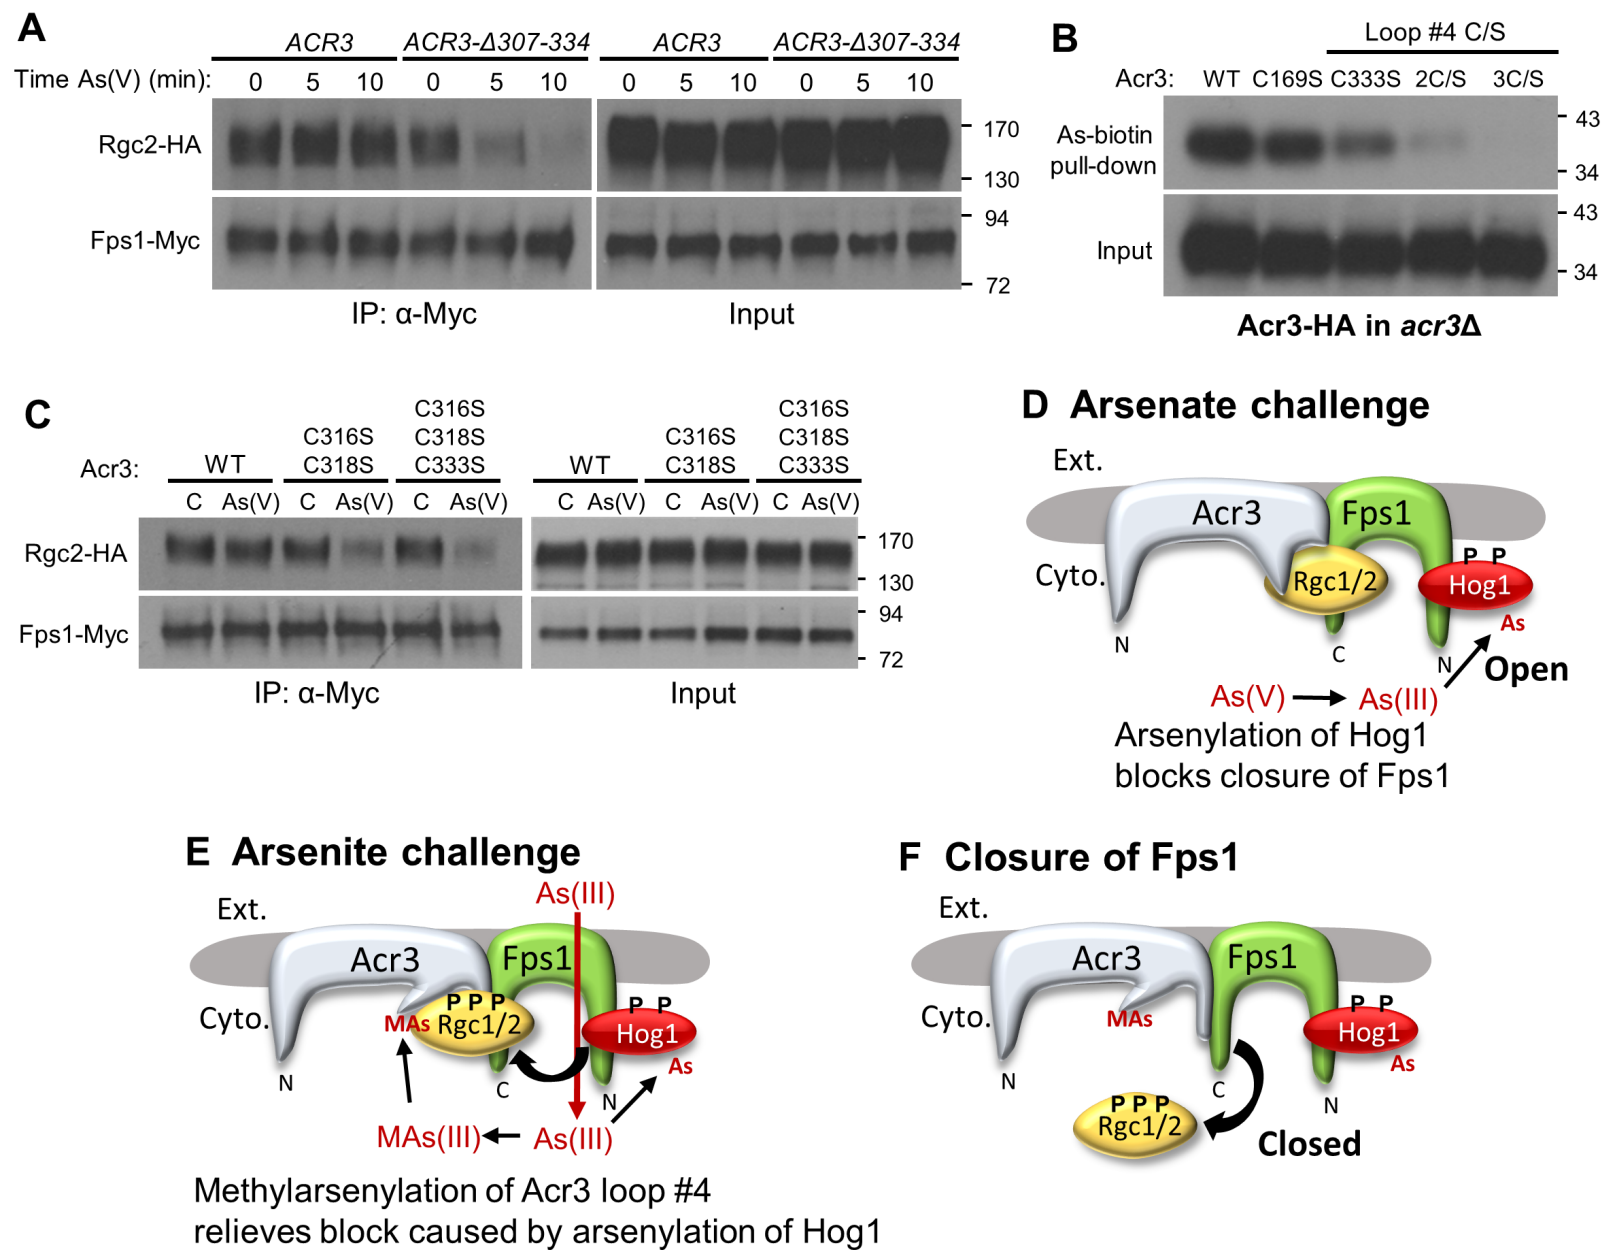 A
ACR3 ACR3-Δ307-334 ACR3 ACR3-Δ307-334
Time As(V) (min): 0 5 10 0 5 10 0 5 10 0 5 10
Rgc2-HA
170
130
Fps1-Myc
94
72
IP: α-Myc Input
B
Loop #4 C/S
Acr3: WT C169S C333S 2C/S 3C/S
As-biotin
pull-down
43
34
Input
43
34
Acr3-HA in acr3Δ
C
C316S C316S
C316S C318S C316S C318S
Acr3: WT C318S C333S WT C318S C333S
C As(V) C As(V) C As(V) C As(V) C As(V) C As(V)
Rgc2-HA
170
130
Fps1-Myc
94
72
IP: α-Myc Input
D Arsenate challenge
Ext.
Acr3 Fps1
Cyto.
Rgc1/2
P P
Hog1
As
N
C
N
Open
As(V) As(III)
Arsenylation of Hog1
blocks closure of Fps1
E Arsenite challenge
As(III)
Ext.
Acr3 Fps1
Cyto.
P P P
MAs Rgc1/2
P P
Hog1
As
N
C
N
MAs(III) As(III)
Methylarsenylation of Acr3 loop #4
relieves block caused by arsenylation of Hog1
F Closure of Fps1
Ext.
Acr3 Fps1
Cyto.
MAs
P P
Hog1
As
N
C
N
P P P
Rgc1/2
Closed